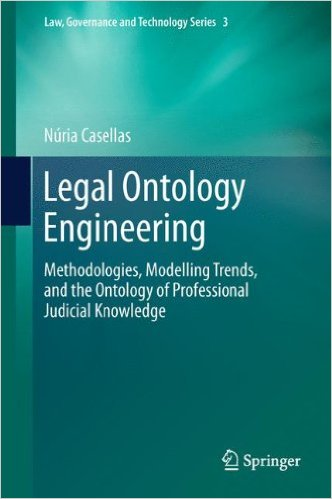 Law, Governance and Technology Series 3
Núria Casellas
Legal Ontology
Engineering
Methodologies, Modelling Trends,
and the Ontology of Professional
Judicial Knowledge
Springer